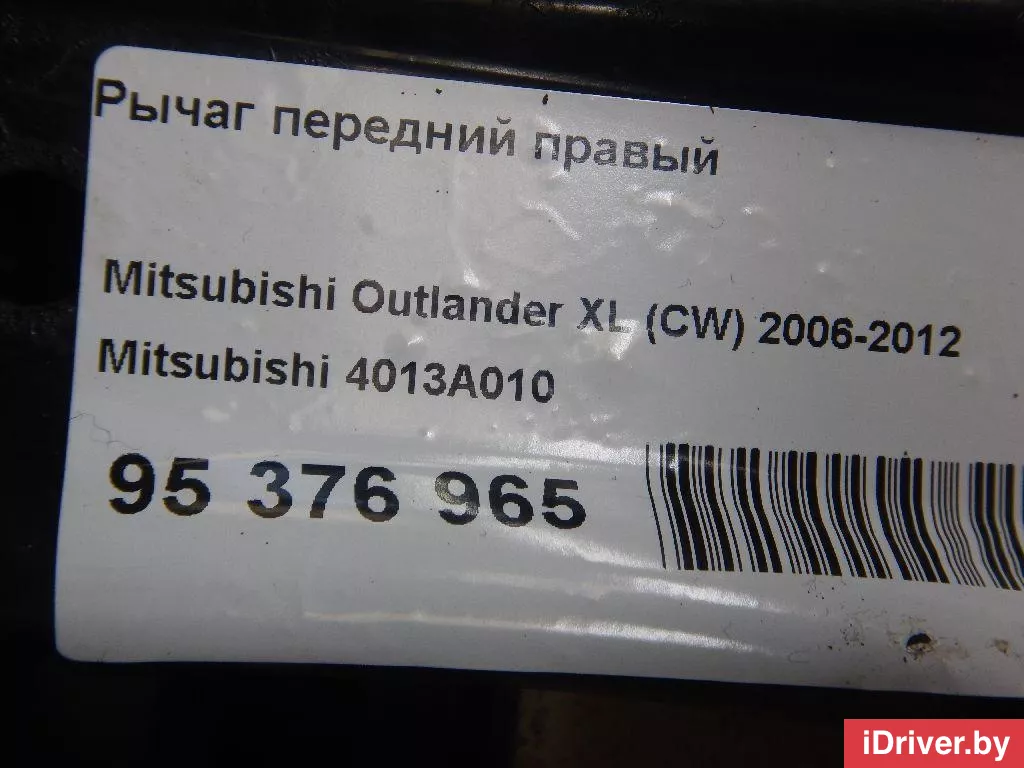 Рычаг передний правый
Mitsubishi Outlander XL (CW) 2006-2012
Mitsubishi 4013A010
95 376 965
iDriver.by